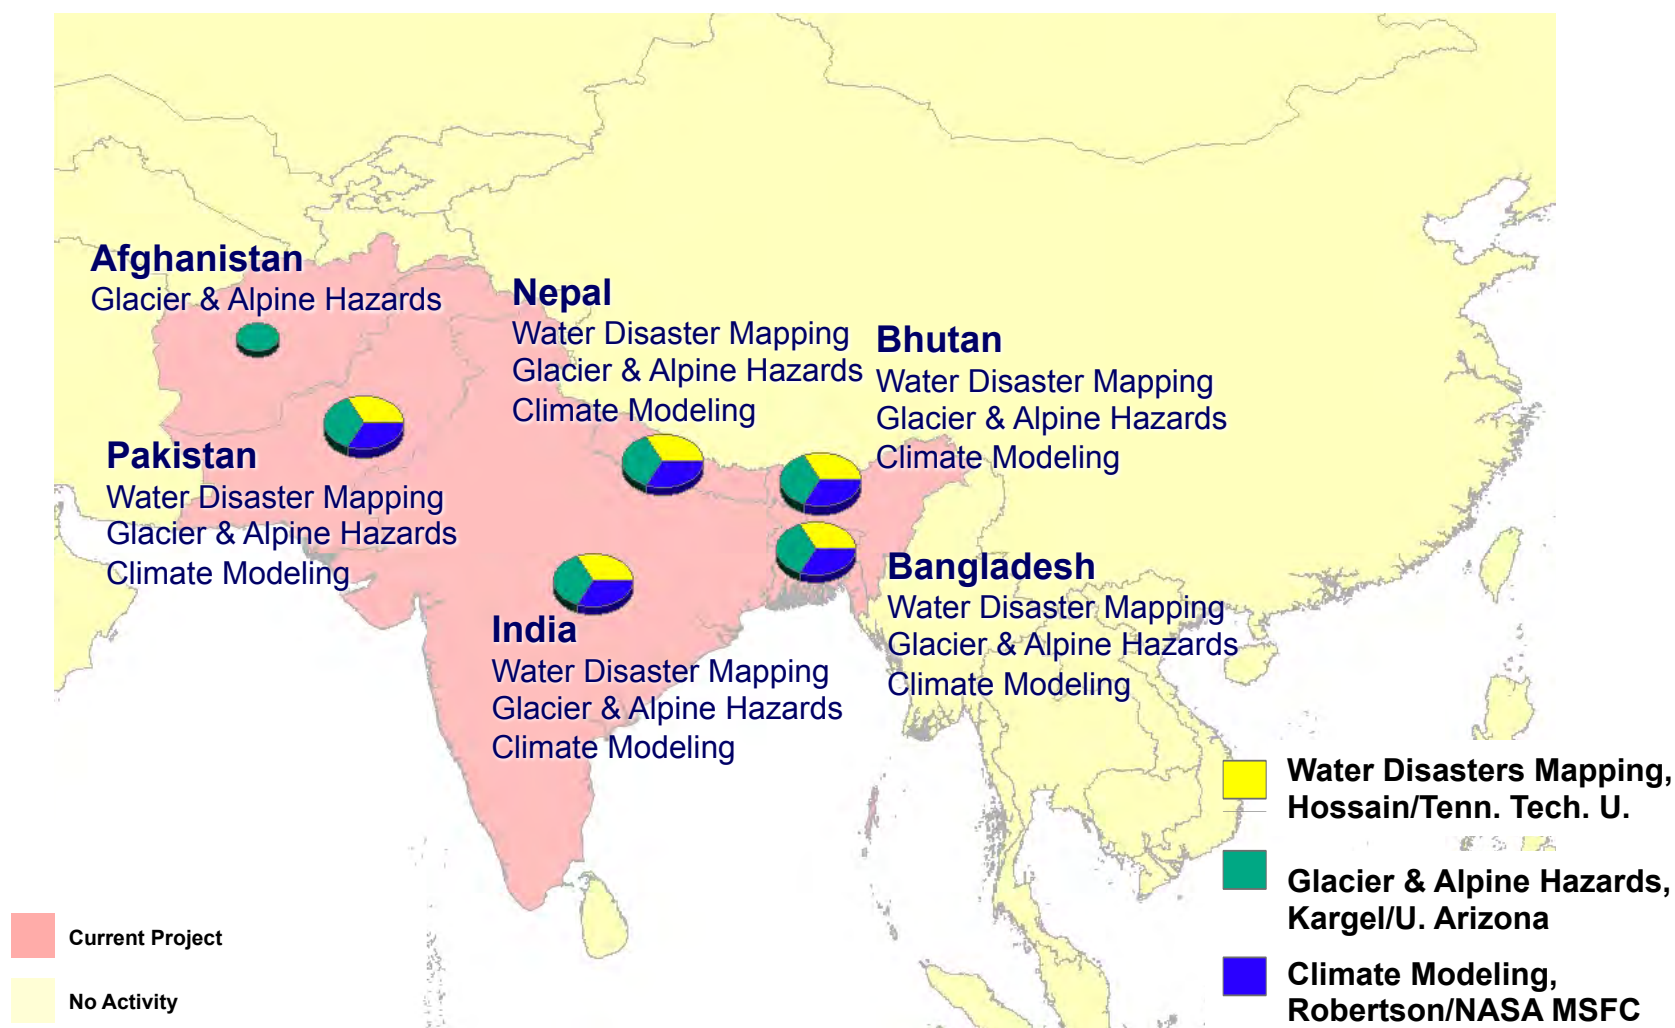 Afghanistan
Glacier & Alpine Hazards
Nepal
Water Disaster Mapping
Glacier & Alpine Hazards
Climate Modeling
Bhutan
Water Disaster Mapping
Glacier & Alpine Hazards
Climate Modeling
Pakistan
Water Disaster Mapping
Glacier & Alpine Hazards
Climate Modeling
Bangladesh
Water Disaster Mapping
Glacier & Alpine Hazards
Climate Modeling
India
Water Disaster Mapping
Glacier & Alpine Hazards
Climate Modeling
Water Disasters Mapping,
Hossain/Tenn. Tech. U.
Glacier & Alpine Hazards,
Kargel/U. Arizona
Climate Modeling,
Robertson/NASA MSFC
Current Project
No Activity